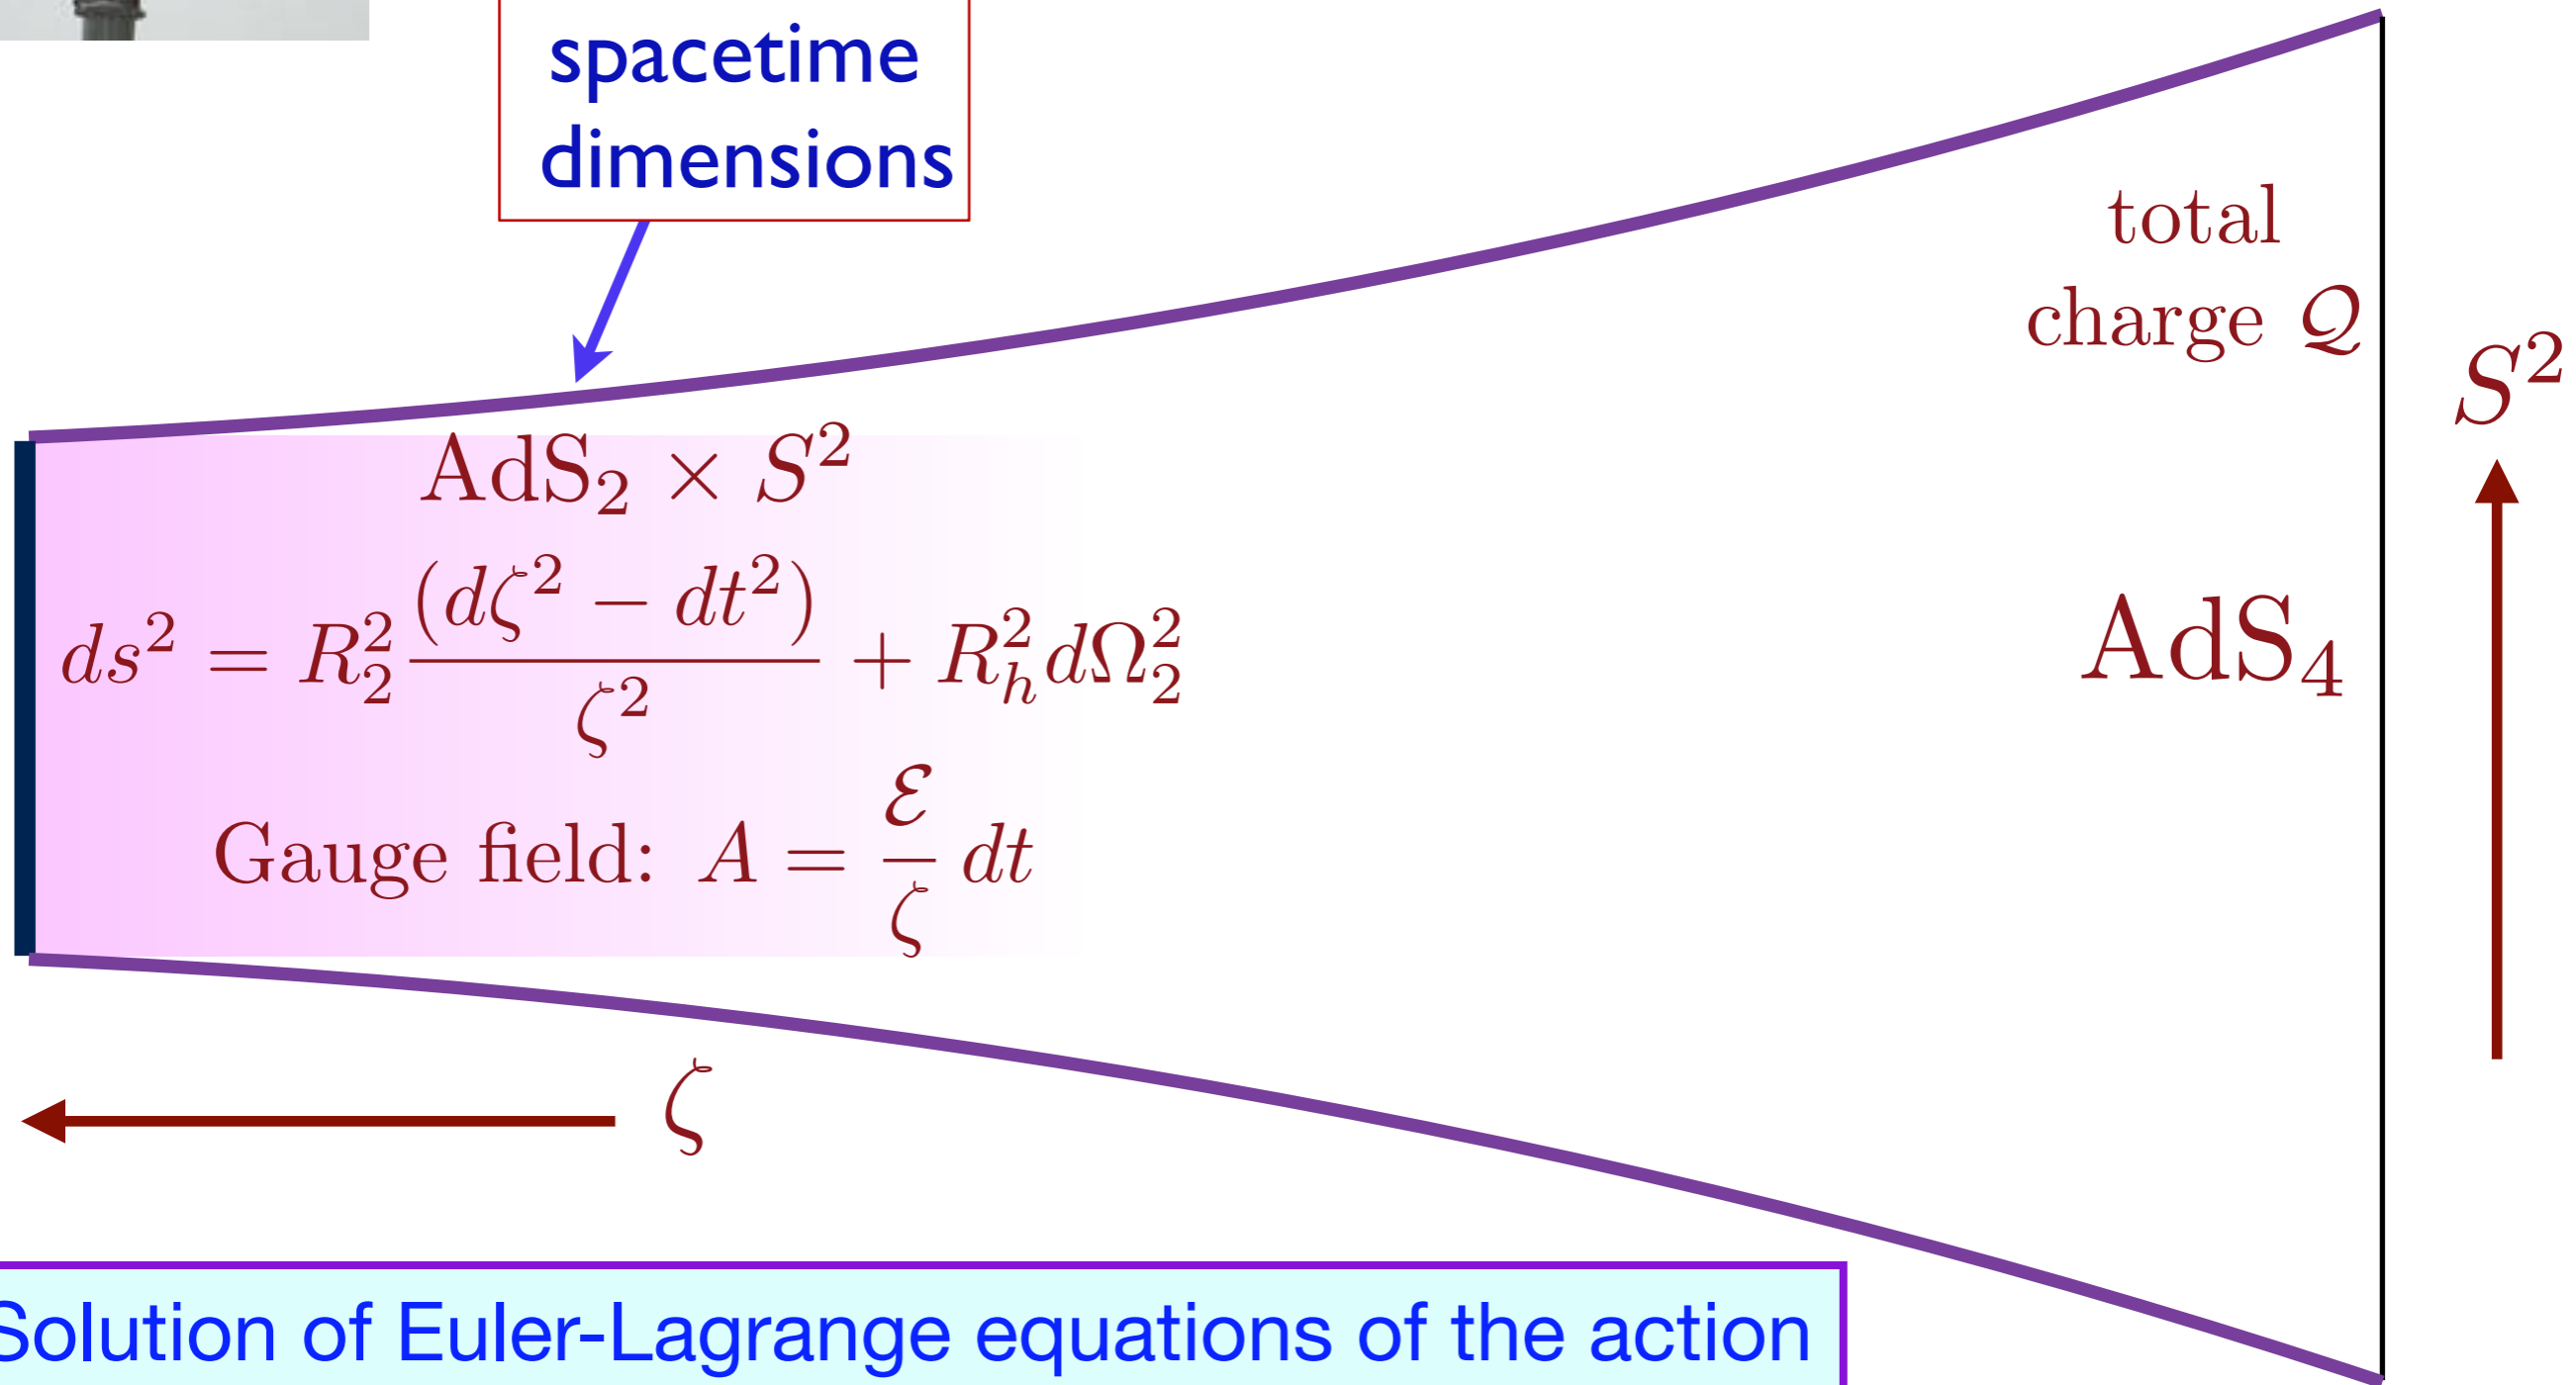 spacetime
dimensions
total
charge 𝒬
S²
AdS₂ × S²
ds² = R₂² (dζ² − dt²)/ζ² + R_h² dΩ₂²
AdS₄
Gauge field: A = ℰ/ζ dt
ζ
Solution of Euler-Lagrange equations of the action